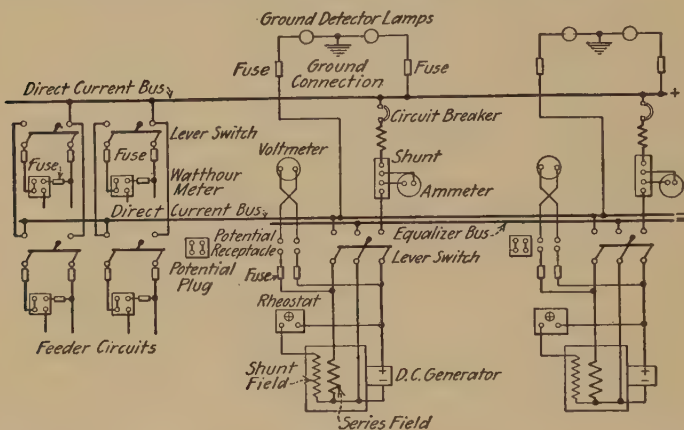 Ground Detector Lamps
Fuse
Ground
Connection
Fuse
Direct Current Bus
+
Circuit Breaker
Lever Switch
Fuse
Fuse
Voltmeter
Shunt
Watthour
Meter
Ammeter
Direct Current Bus
Equalizer Bus
Potential
Receptacle
Lever Switch
Potential
Plug
Fuse
Rheostat
Feeder Circuits
Shunt
Field
+
-
D.C. Generator
+
-
Series Field